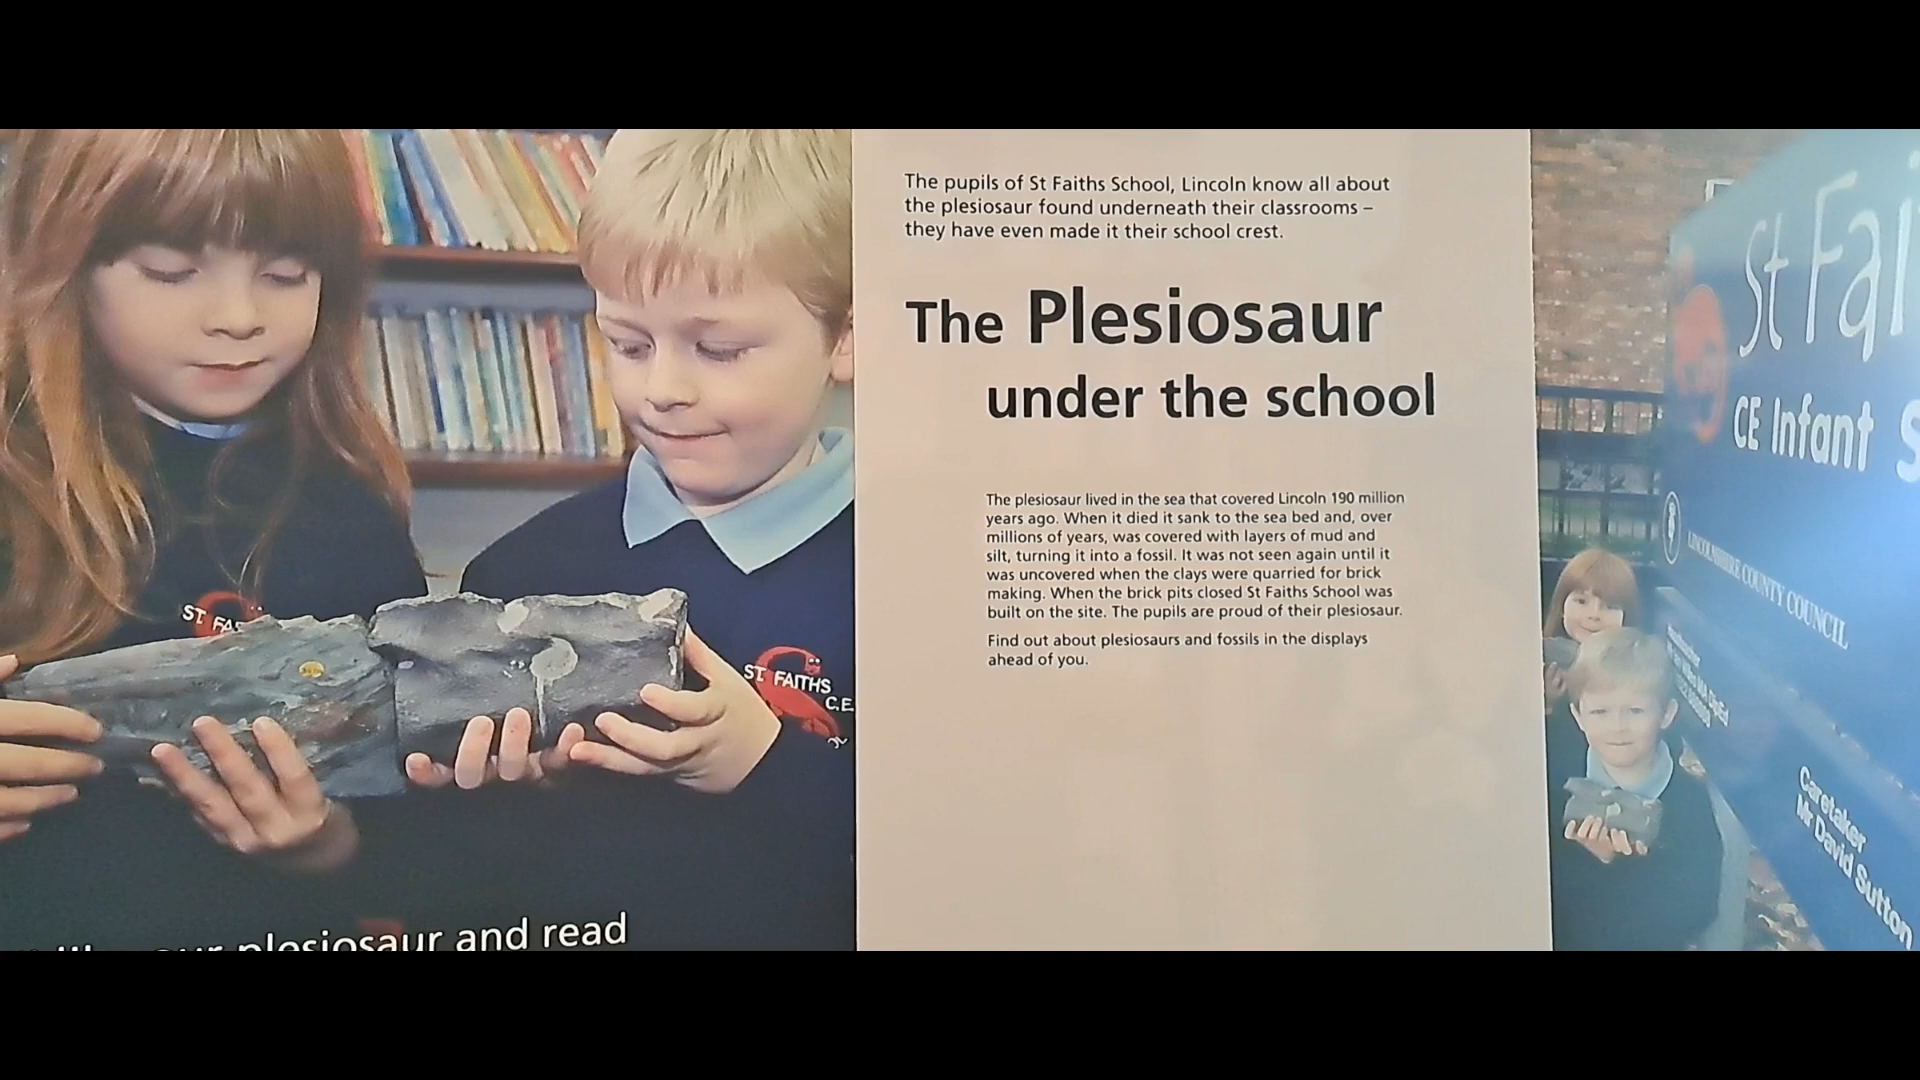 The pupils of St Faiths School, Lincoln know all about
the plesiosaur found underneath their classrooms –
they have even made it their school crest.
The Plesiosaur
under the school
The plesiosaur lived in the sea that covered Lincoln 190 million
years ago. When it died it sank to the sea bed and, over
millions of years, was covered with layers of mud and
silt, turning it into a fossil. It was not seen again until it
was uncovered when the clays were quarried for brick
making. When the brick pits closed St Faiths School was
built on the site. The pupils are proud of their plesiosaur.
Find out about plesiosaurs and fossils in the displays
ahead of you.
ST FA
ST FAITHS
C.E
plesiosaur and read
St Fai
CE Infant S
LINCOLNSHIRE COUNTY COUNCIL
Caretaker
Mr David Sutton